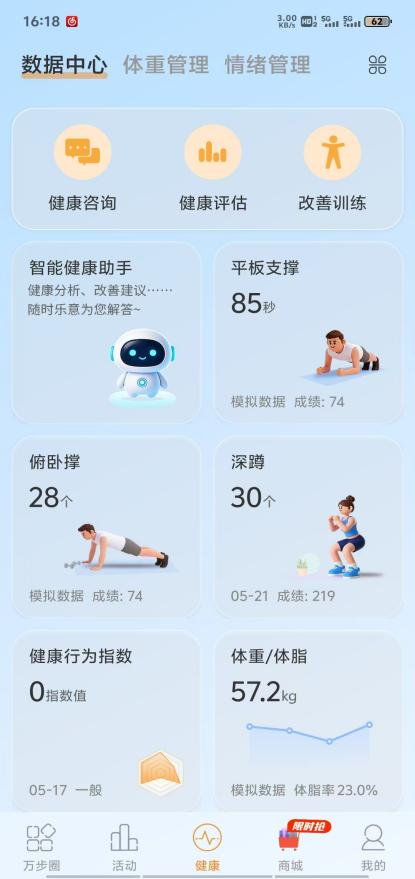 16:18
3.00 KB/s HD 1 2 5G 5G 62
数据中心 体重管理 情绪管理
健康咨询 健康评估 改善训练
智能健康助手
健康分析、改善建议……
随时乐意为您解答~
平板支撑
85秒
模拟数据 成绩: 74
俯卧撑
28个
模拟数据 成绩: 74
深蹲
30个
05-21 成绩: 219
健康行为指数
0指数值
05-17 一般
体重/体脂
57.2kg
模拟数据 体脂率23.0%
限时抢
万步圈 活动 健康 商城 我的